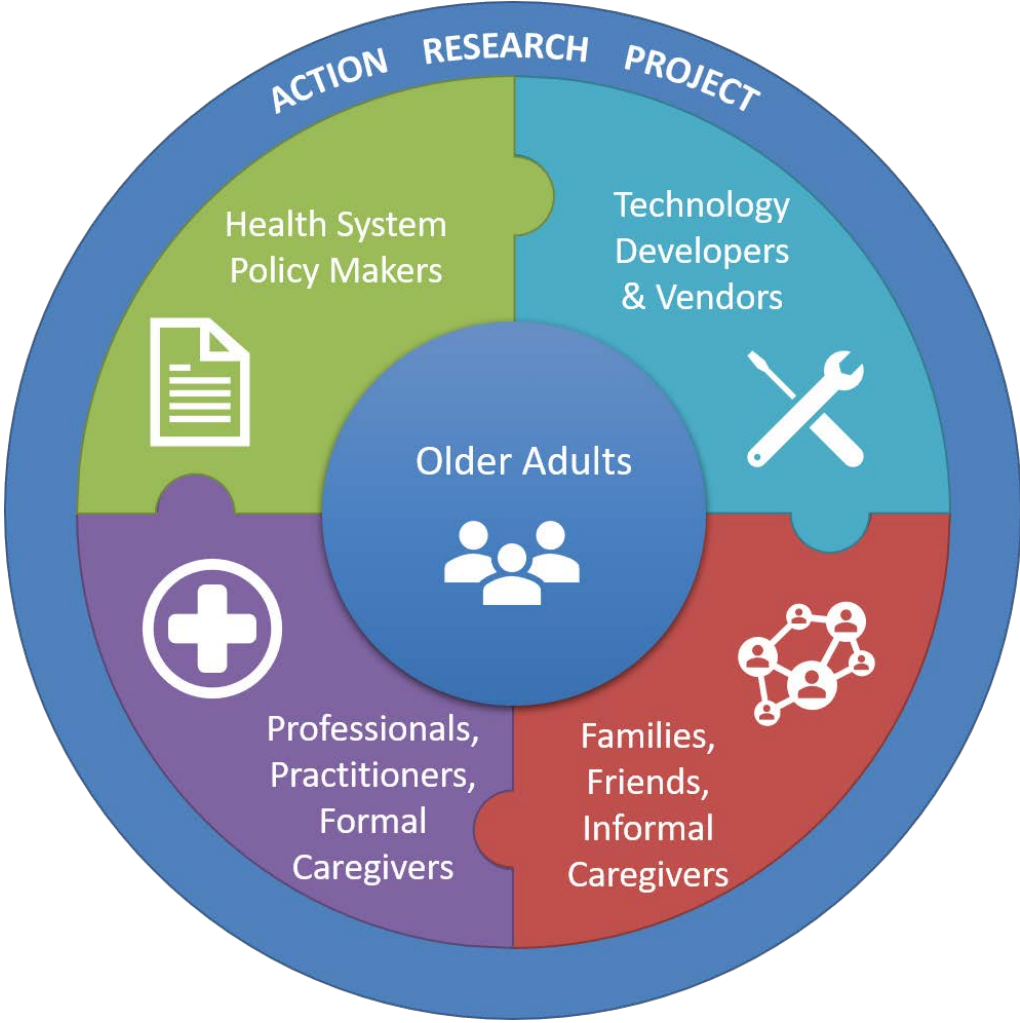 ACTION RESEARCH PROJECT
Health System
Policy Makers
Technology
Developers
& Vendors
Older Adults
Professionals,
Practitioners,
Formal
Caregivers
Families,
Friends,
Informal
Caregivers